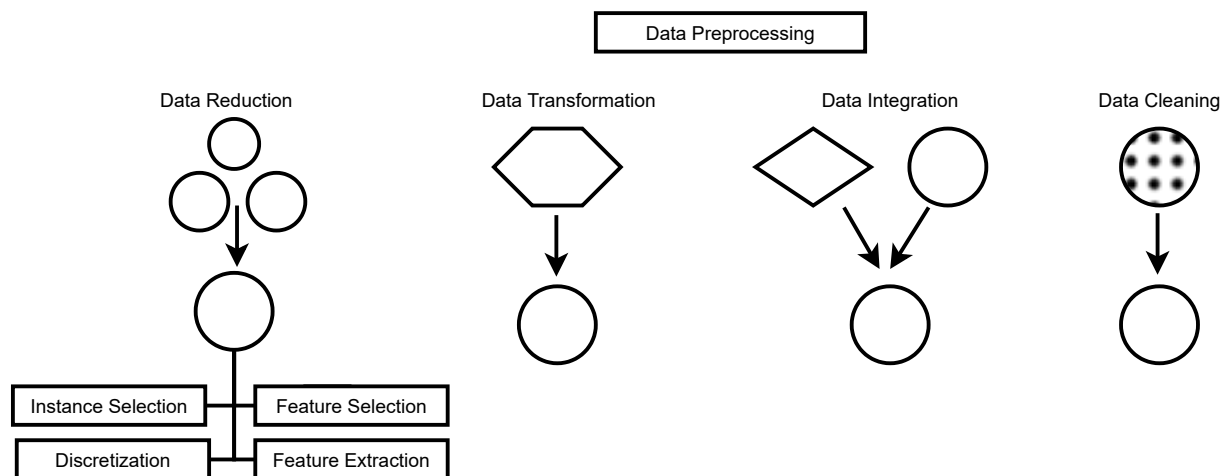 Data Preprocessing
Data Reduction
Data Transformation
Data Integration
Data Cleaning
Instance Selection
Feature Selection
Discretization
Feature Extraction